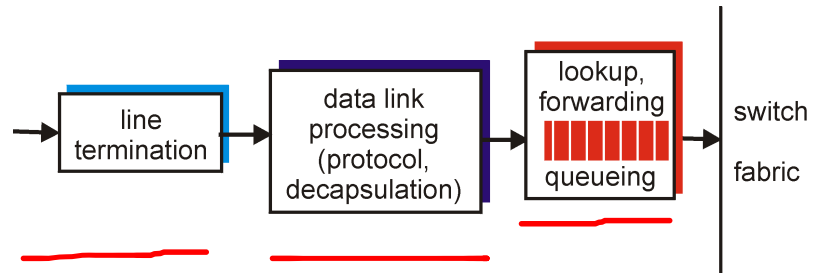 line
termination
data link
processing
(protocol,
decapsulation)
lookup,
forwarding
queueing
switch
fabric